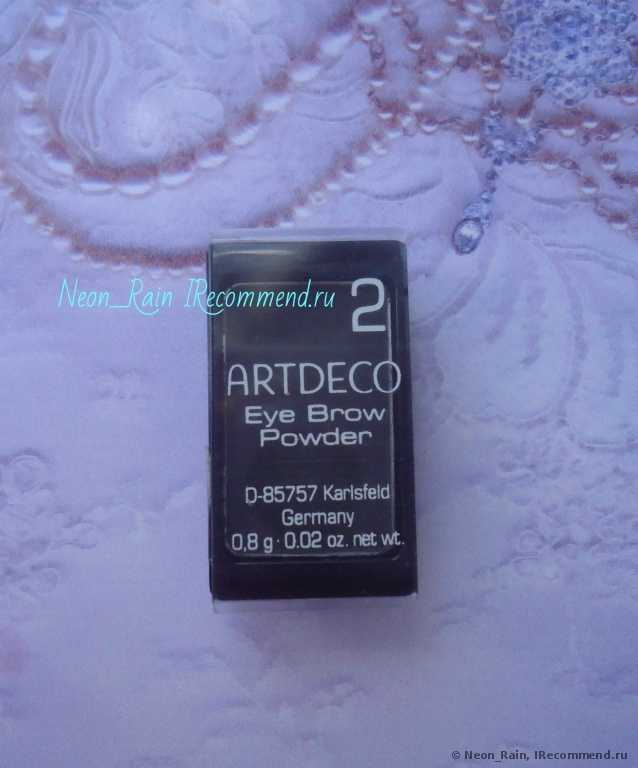 Neon_Rain IRecommend.ru
2
ARTDECO
Eye Brow
Powder
D-85757 Karlsfeld
Germany
0,8 g · 0.02 oz. net wt.
© Neon_Rain, IRecommend.ru